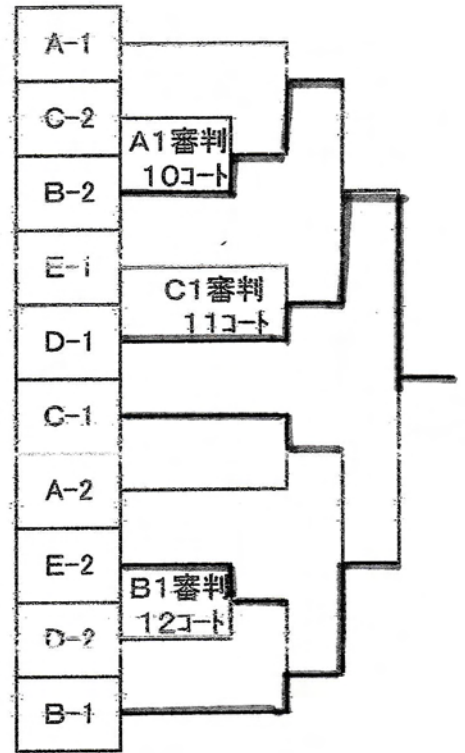 A-1
C-2
A1審判
10コート
B-2
E-1
C1審判
11コート
D-1
C-1
A-2
E-2
B1審判
12コート
D-2
B-1